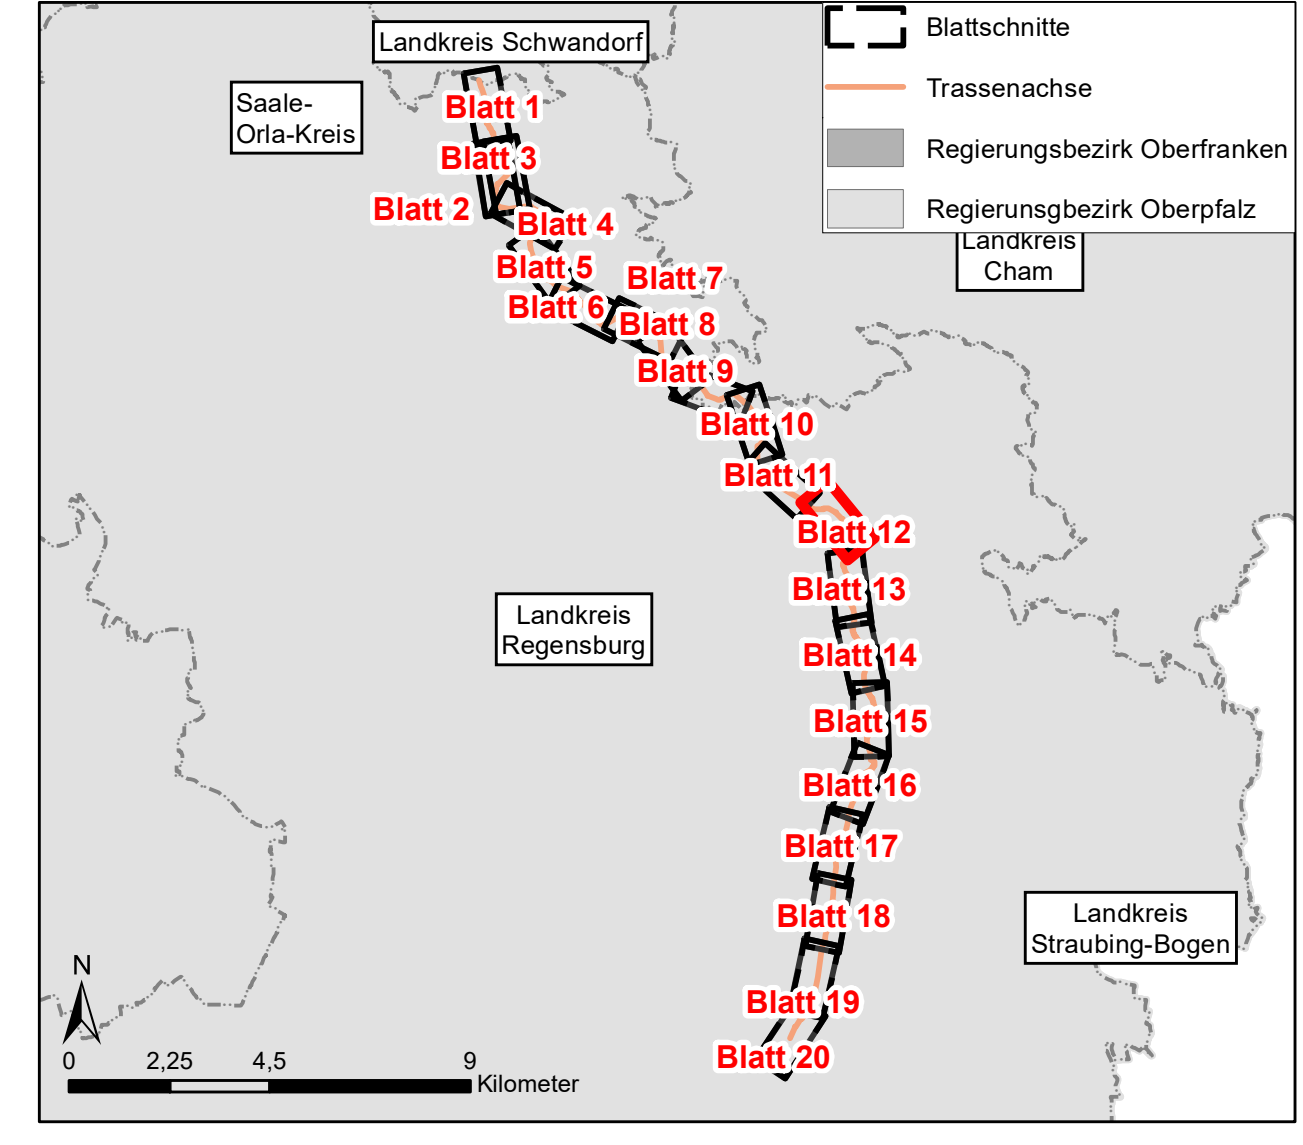 Landkreis Schwandorf
Saale-
Orla-Kreis
Blattschnitte
Trassenachse
Regierungsbezirk Oberfranken
Regierunsgbezirk Oberpfalz
Landkreis
Cham
Blatt 1
Blatt 3
Blatt 2
Blatt 4
Blatt 5
Blatt 7
Blatt 6
Blatt 8
Blatt 9
Blatt 10
Blatt 11
Blatt 12
Blatt 13
Landkreis
Regensburg
Blatt 14
Blatt 15
Blatt 16
Blatt 17
Blatt 18
Landkreis
Straubing-Bogen
Blatt 19
Blatt 20
N
0 2,25 4,5 9
Kilometer